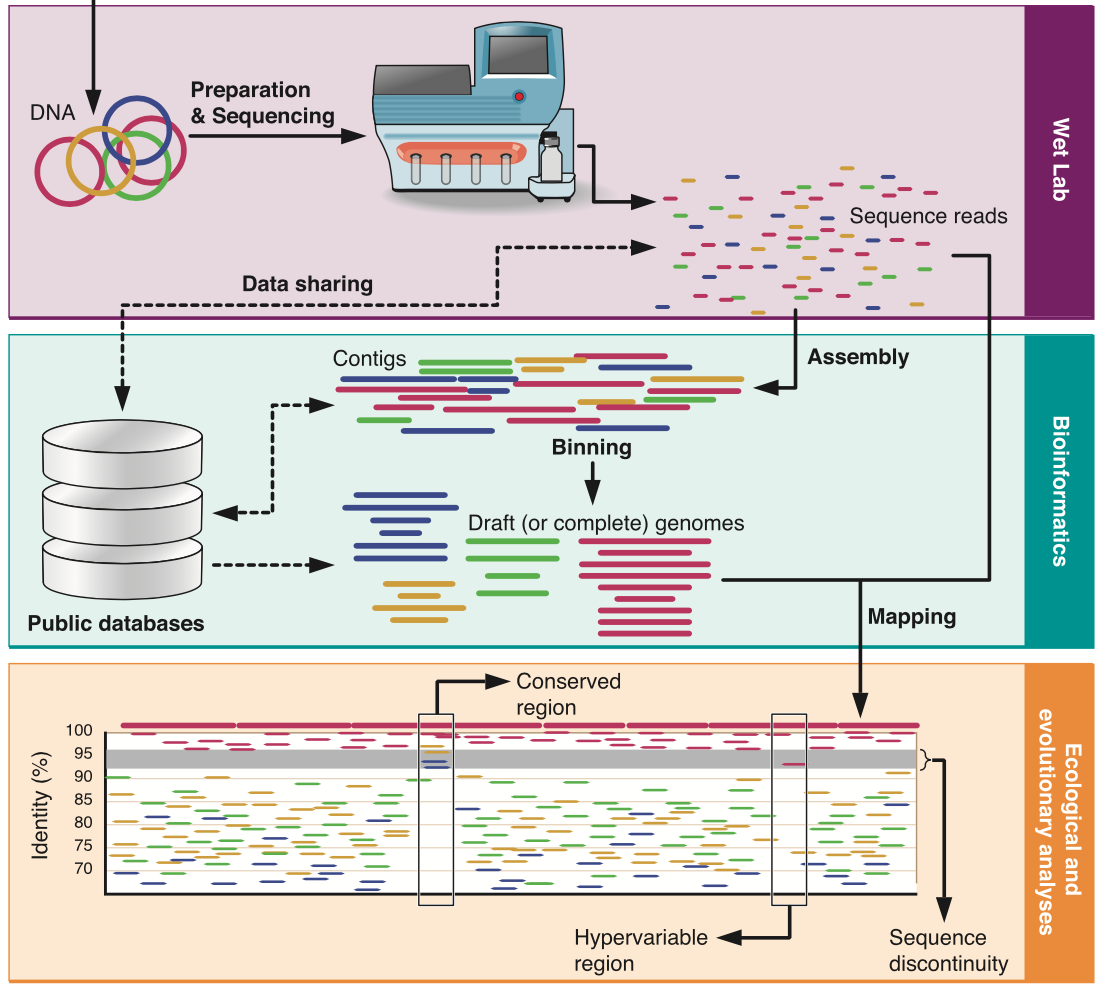 DNA
Preparation
& Sequencing
Sequence reads
Data sharing
Wet Lab
Assembly
Contigs
Binning
Draft (or complete) genomes
Public databases
Mapping
Bioinformatics
Conserved
region
100
95
90
85
80
75
70
Identity (%)
Hypervariable
region
Sequence
discontinuity
Ecological and
evolutionary analyses